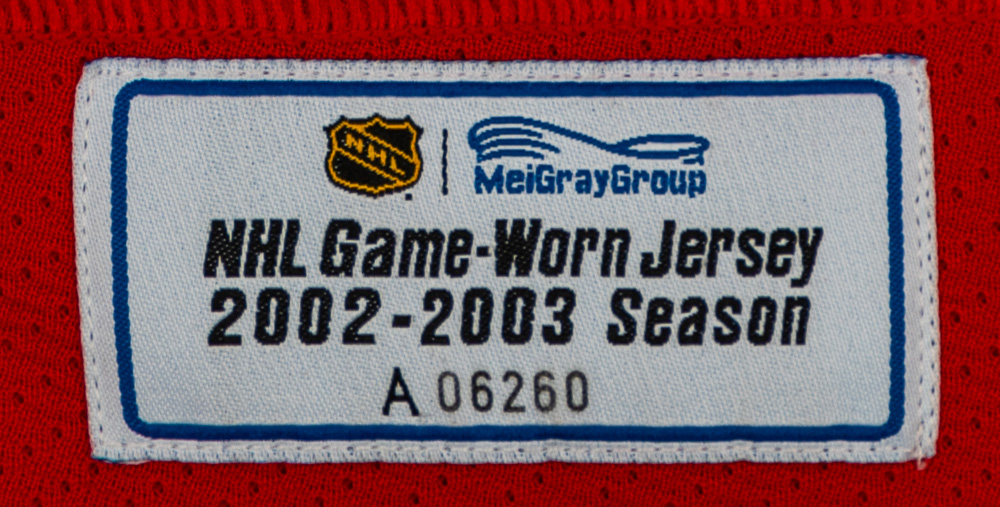 NHL
MeiGrayGroup
NHL Game-Worn Jersey
2002-2003 Season
A 06260